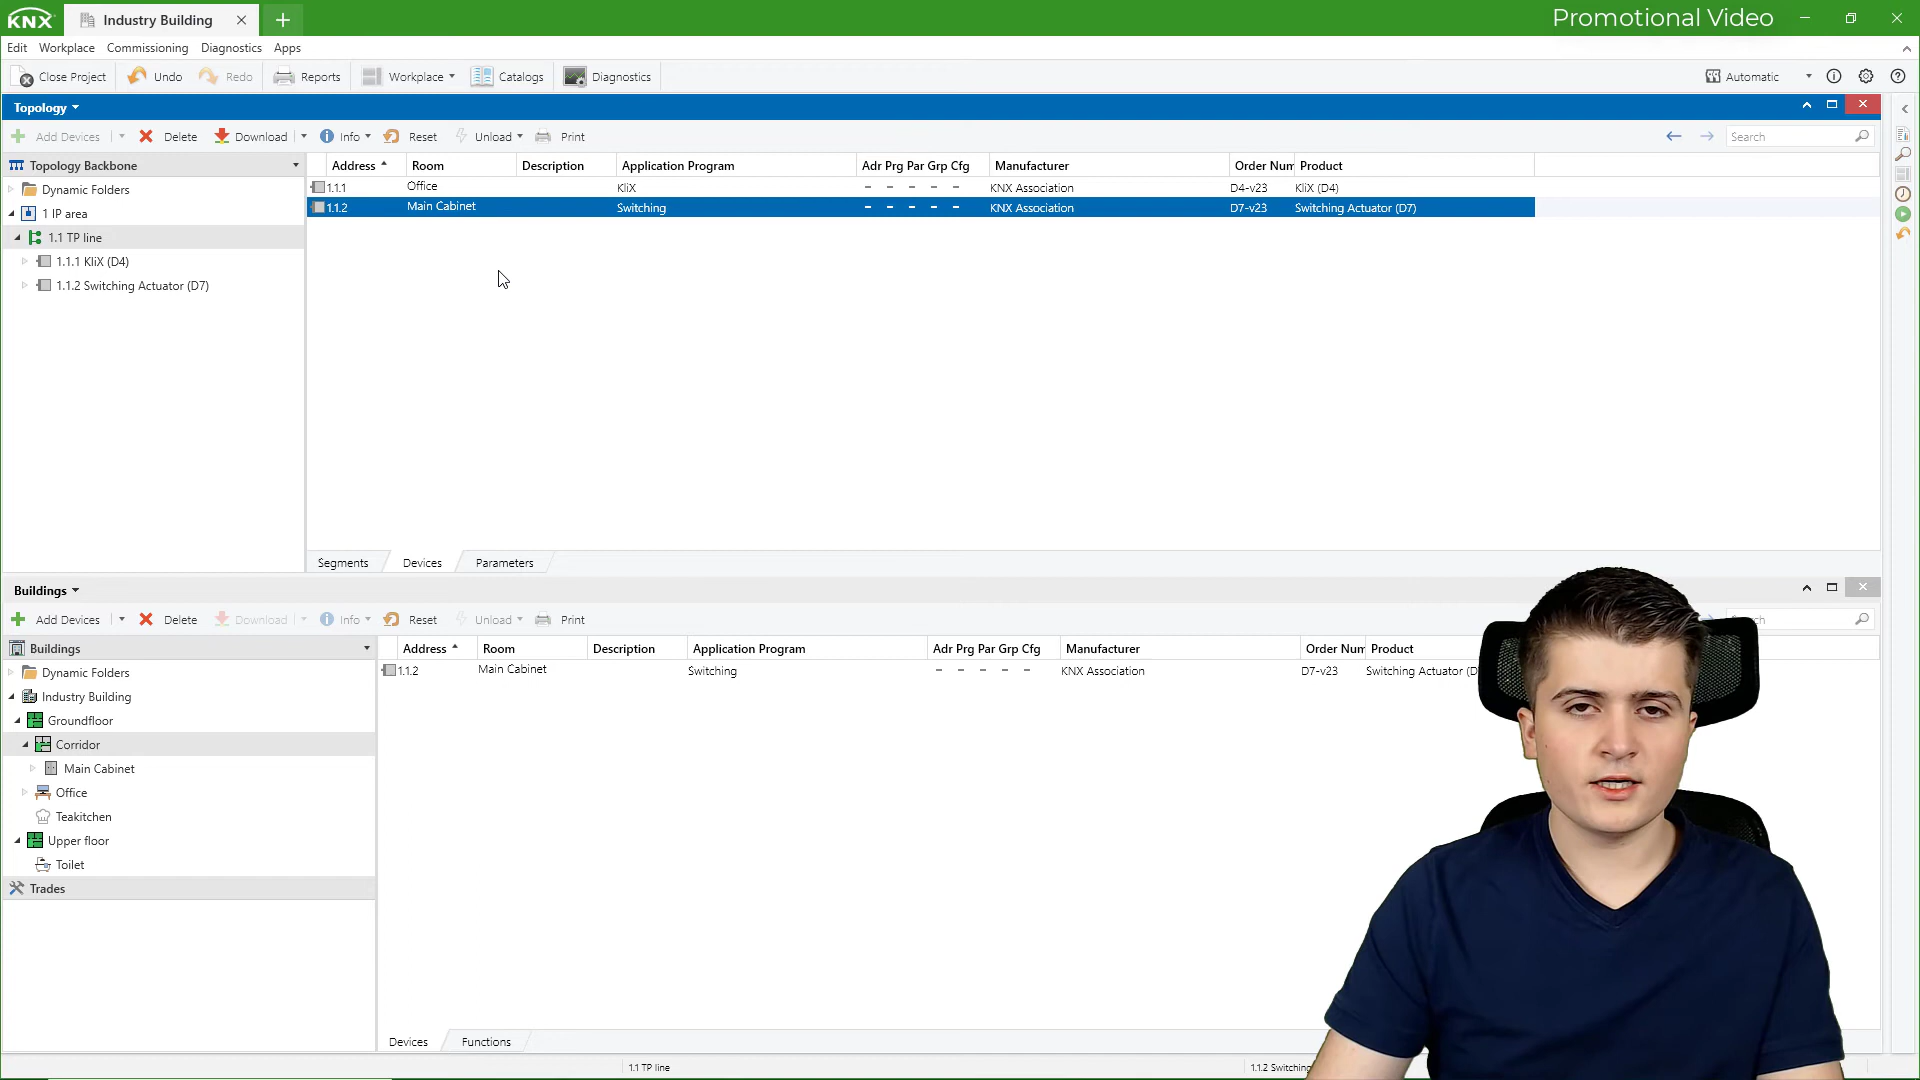 KNX Industry Building Promotional Video
Edit Workplace Commissioning Diagnostics Apps
Close Project Undo Redo Reports Workplace Catalogs Diagnostics Automatic
Topology
Add Devices Delete Download Info Reset Unload Print Search
Topology Backbone Address Room Description Application Program Adr Prg Par Grp Cfg Manufacturer Order Num Product
Dynamic Folders 1.1.1 Office KliX - - - - - KNX Association D4-v23 KliX (D4)
1 IP area 1.1.2 Main Cabinet Switching - - - - - KNX Association D7-v23 Switching Actuator (D7)
1.1 TP line
1.1.1 KliX (D4)
1.1.2 Switching Actuator (D7)
Segments Devices Parameters
Buildings
Add Devices Delete Download Info Reset Unload Print
Buildings Address Room Description Application Program Adr Prg Par Grp Cfg Manufacturer Order Num Product
Dynamic Folders 1.1.2 Main Cabinet Switching - - - - - KNX Association D7-v23 Switching Actuator (D
Industry Building
Groundfloor
Corridor
Main Cabinet
Office
Teakitchen
Upper floor
Toilet
Trades
Devices Functions
1.1 TP line 1.1.2 Switching